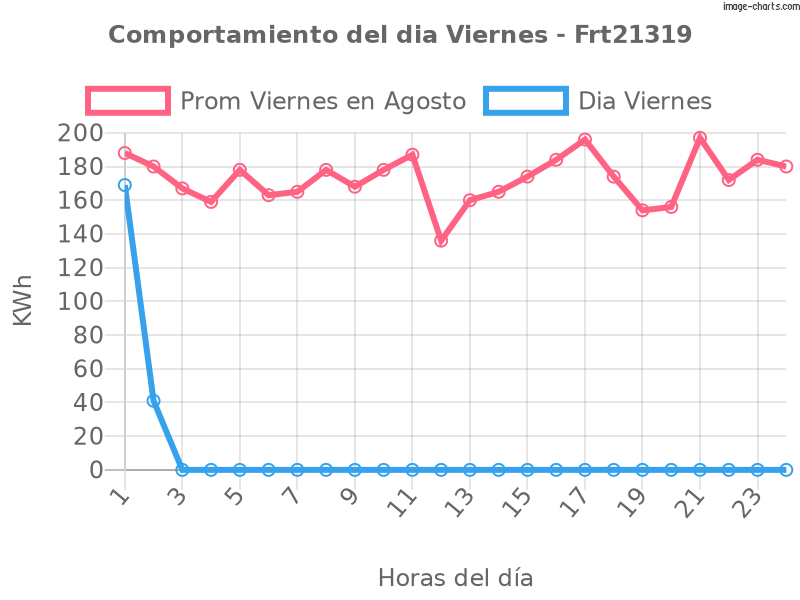 image-charts.com
Comportamiento del dia Viernes - Frt21319
Prom Viernes en Agosto Dia Viernes
200
180
160
140
120
100
80
60
40
20
0
KWh
1 3 5 7 9 11 13 15 17 19 21 23
Horas del día